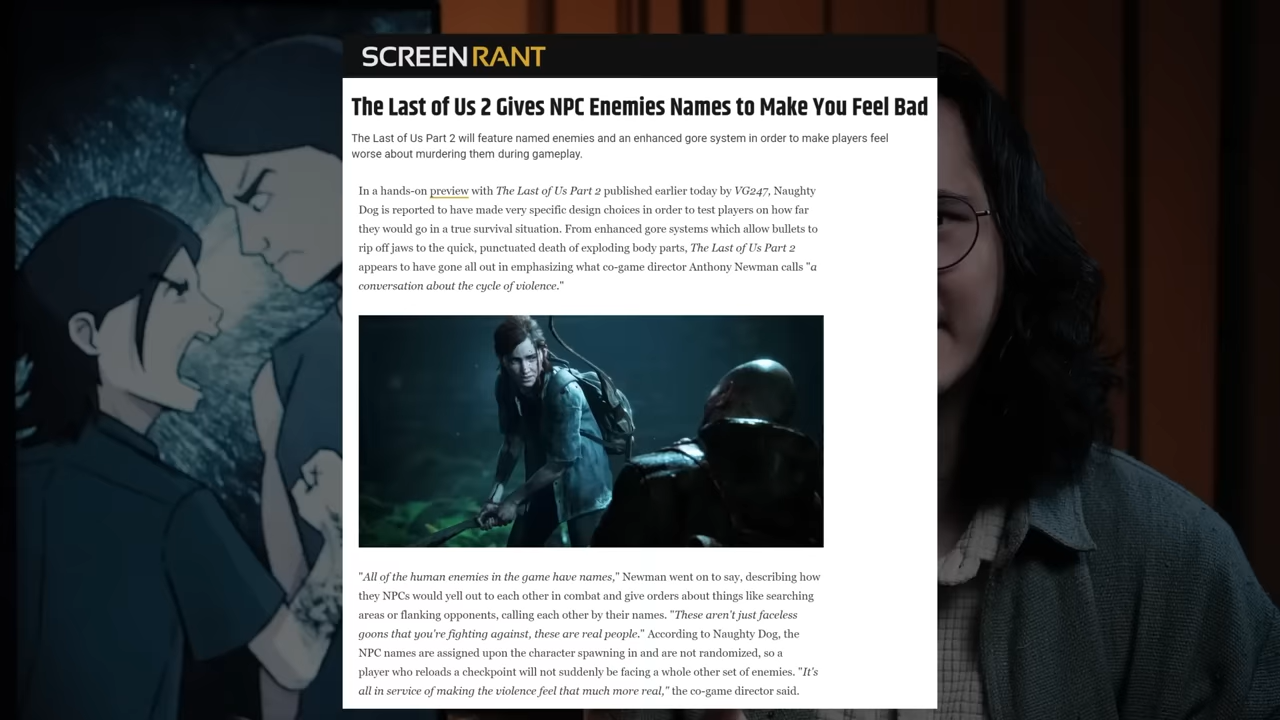 SCREENRANT
The Last of Us 2 Gives NPC Enemies Names to Make You Feel Bad
The Last of Us Part 2 will feature named enemies and an enhanced gore system in order to make players feel
worse about murdering them during gameplay.
In a hands-on preview with The Last of Us Part 2 published earlier today by VG247, Naughty
Dog is reported to have made very specific design choices in order to test players on how far
they would go in a true survival situation. From enhanced gore systems which allow bullets to
rip off jaws to the quick, punctuated death of exploding body parts, The Last of Us Part 2
appears to have gone all out in emphasizing what co-game director Anthony Newman calls "a
conversation about the cycle of violence."
"All of the human enemies in the game have names," Newman went on to say, describing how
they NPCs would yell out to each other in combat and give orders about things like searching
areas or flanking opponents, calling each other by their names. "These aren't just faceless
goons that you're fighting against, these are real people." According to Naughty Dog, the
NPC names are assigned upon the character spawning in and are not randomized, so a
player who reloads a checkpoint will not suddenly be facing a whole other set of enemies. "It's
all in service of making the violence feel that much more real," the co-game director said.